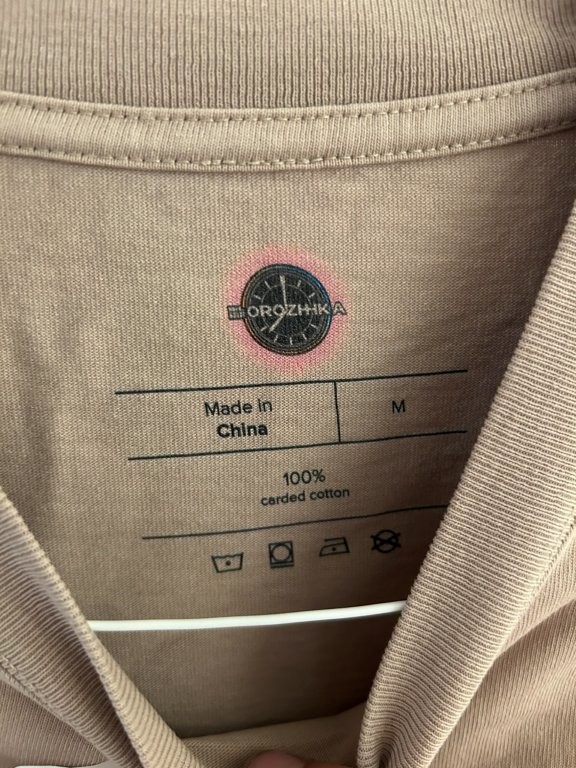 OROZHKA
Made in
China
M
100%
carded cotton